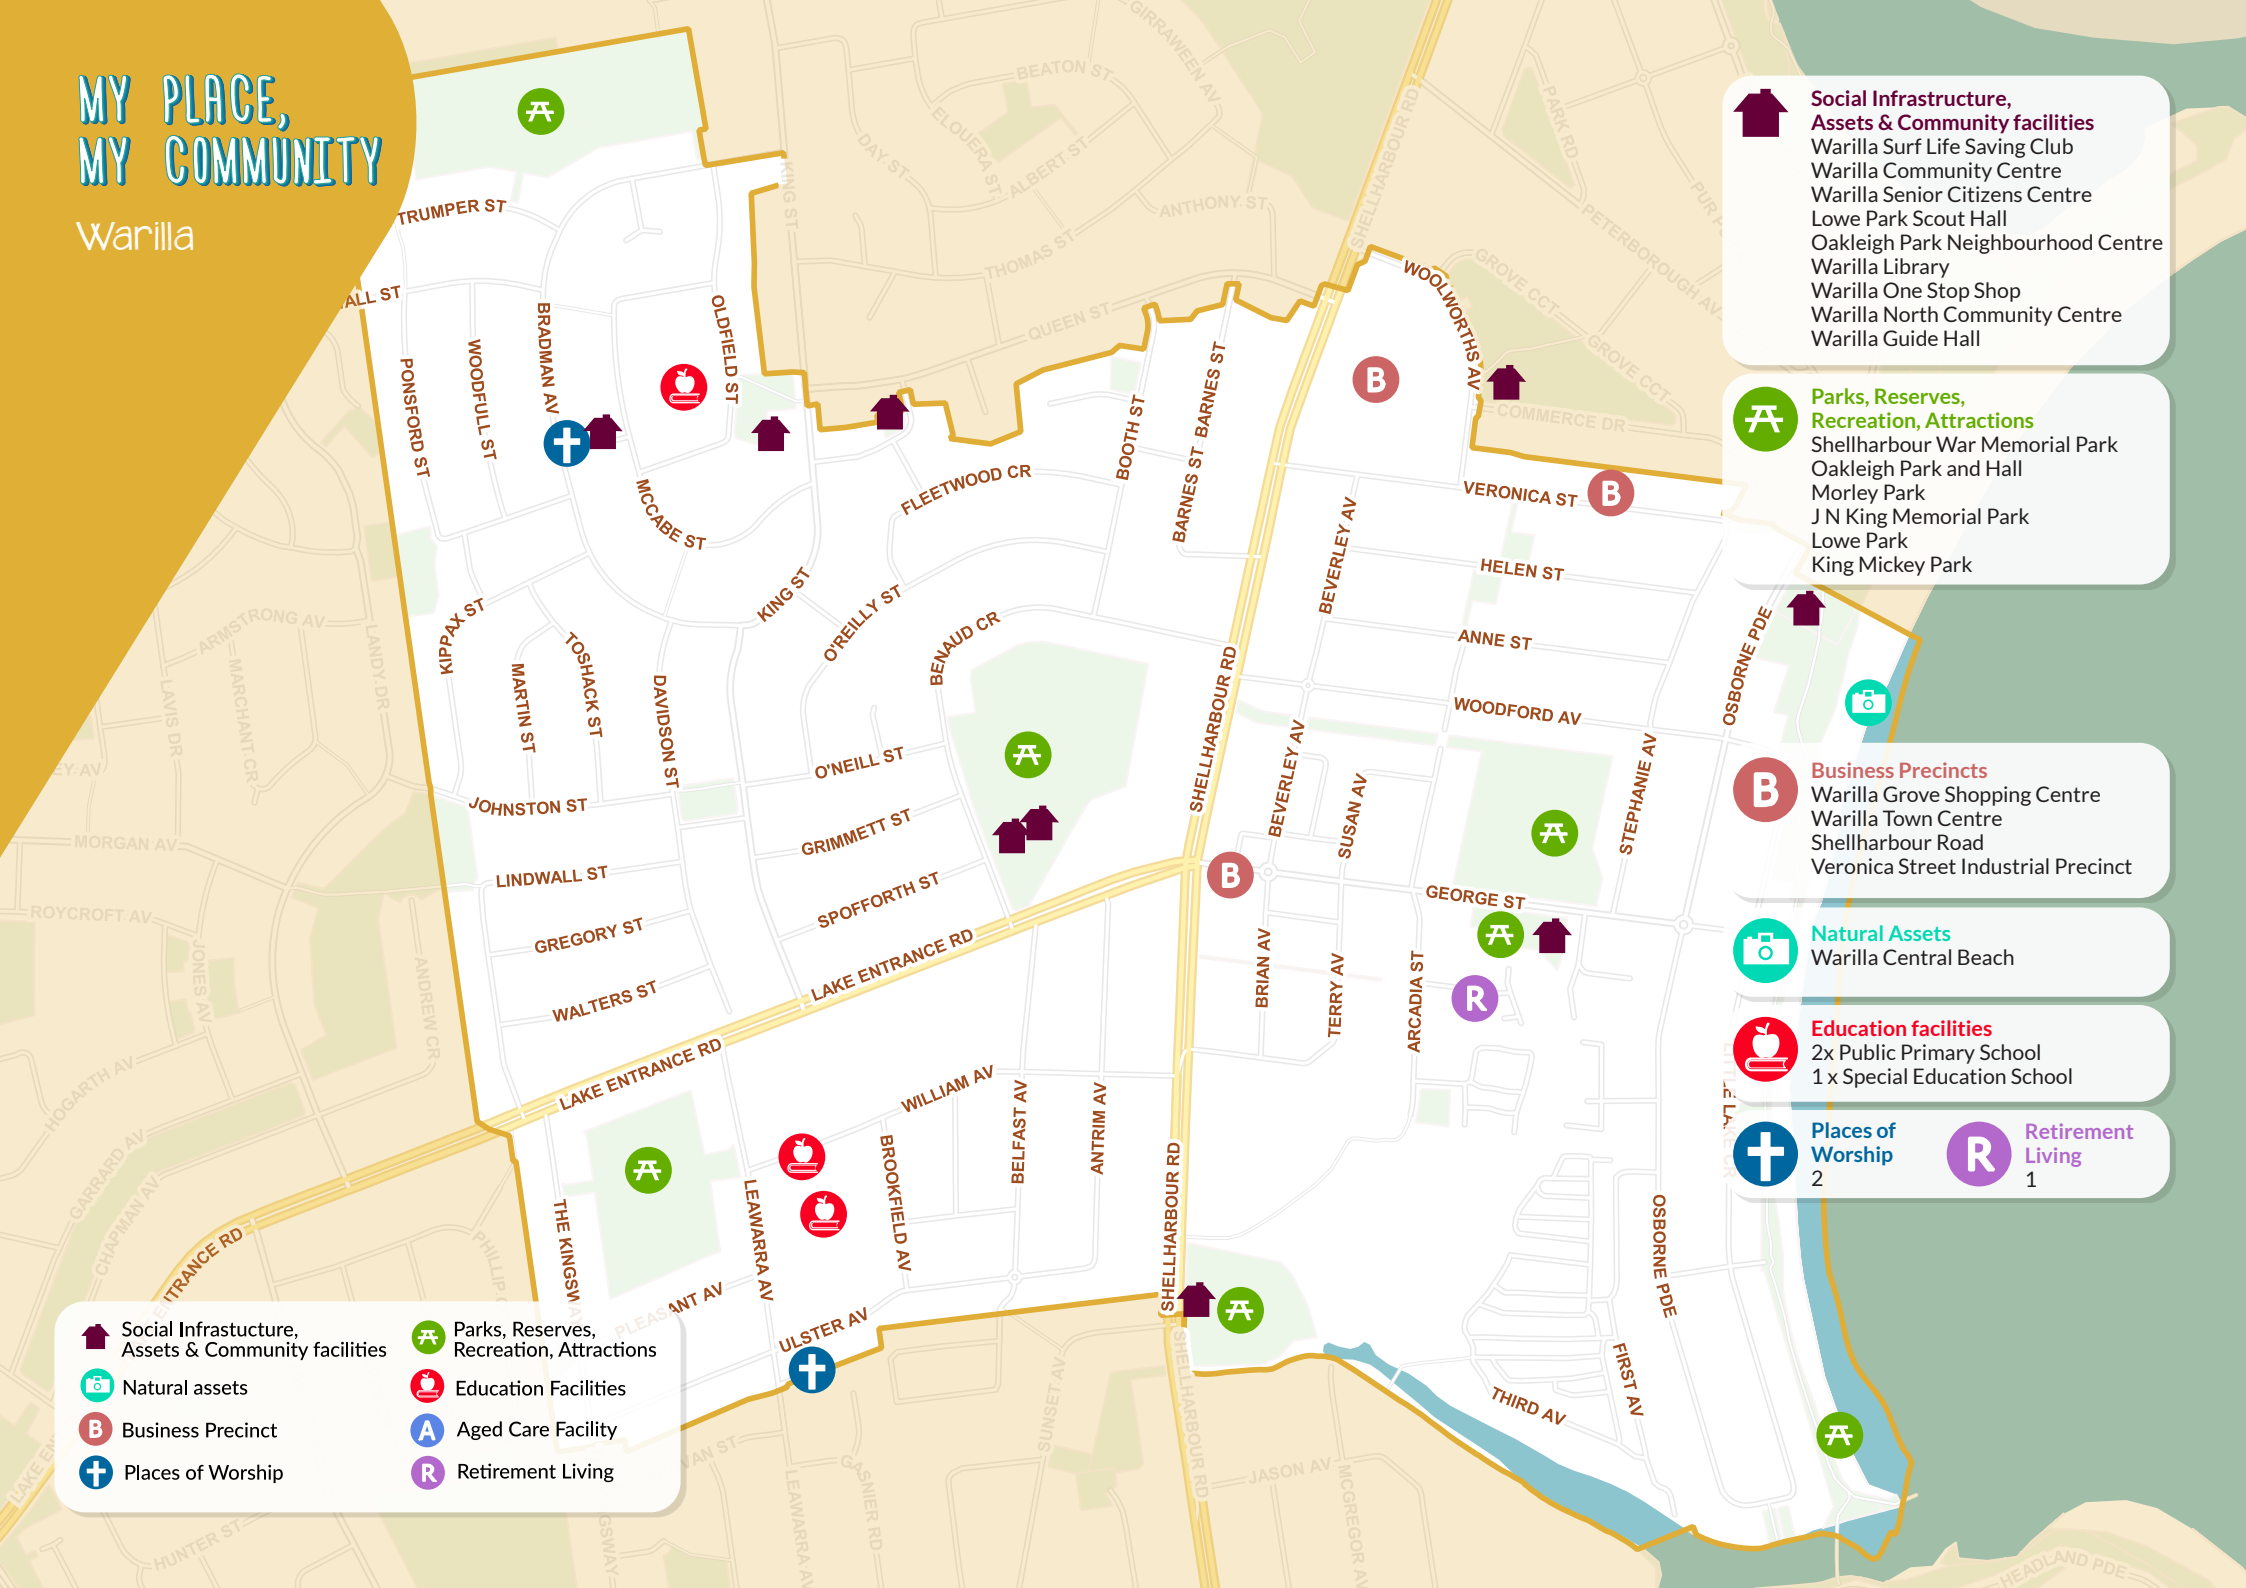 MY PLACE,
MY COMMUNITY
Warilla
Social Infrastructure,
Assets & Community facilities
Warilla Surf Life Saving Club
Warilla Community Centre
Warilla Senior Citizens Centre
Lowe Park Scout Hall
Oakleigh Park Neighbourhood Centre
Warilla Library
Warilla One Stop Shop
Warilla North Community Centre
Warilla Guide Hall
Parks, Reserves,
Recreation, Attractions
Shellharbour War Memorial Park
Oakleigh Park and Hall
Morley Park
J N King Memorial Park
Lowe Park
King Mickey Park
B
Business Precincts
Warilla Grove Shopping Centre
Warilla Town Centre
Shellharbour Road
Veronica Street Industrial Precinct
Natural Assets
Warilla Central Beach
Education facilities
2x Public Primary School
1 x Special Education School
Places of
Worship
2
R
Retirement
Living
1
Social Infrastucture,
Assets & Community facilities
Natural assets
B
Business Precinct
Places of Worship
Parks, Reserves,
Recreation, Attractions
Education Facilities
A
Aged Care Facility
R
Retirement Living
GIRRAWEEN AV
BEATON ST
ELOUERA ST
DAY ST
ALBERT ST
ANTHONY ST
THOMAS ST
QUEEN ST
KING ST
SHELLHARBOUR RD
PARK RD
PETERBOROUGH AV
GROVE CCT
GROVE CCT
COMMERCE DR
WOOLWORTHS AV
TRUMPER ST
ALL ST
BRADMAN AV
WOODFULL ST
PONSFORD ST
OLDFIELD ST
MCCABE ST
KING ST
FLEETWOOD CR
BOOTH ST
BARNES ST
BARNES ST
O'REILLY ST
BENAUD CR
KIPPAX ST
MARTIN ST
TOSHACK ST
DAVIDSON ST
JOHNSTON ST
O'NEILL ST
GRIMMETT ST
SPOFFORTH ST
LINDWALL ST
GREGORY ST
WALTERS ST
LAKE ENTRANCE RD
LAKE ENTRANCE RD
B
B
B
R
VERONICA ST
HELEN ST
ANNE ST
WOODFORD AV
BEVERLEY AV
BEVERLEY AV
SUSAN AV
STEPHANIE AV
OSBORNE PDE
SHELLHARBOUR RD
GEORGE ST
BRIAN AV
TERRY AV
ARCADIA ST
WILLIAM AV
BELFAST AV
ANTRIM AV
BROOKFIELD AV
LEAWARRA AV
THE KINGSWAY
PLEASANT AV
ULSTER AV
SHELLHARBOUR RD
OSBORNE PDE
FIRST AV
THIRD AV
ARMSTRONG AV
MARCHANT CR
LAVIS DR
LANDY DR
EY AV
MORGAN AV
ROYCROFT AV
JONES AV
ANDREW CR
HOGARTH AV
GARRARD AV
CHAPMAN AV
ENTRANCE RD
PHILLIP
HUNTER ST
LAKE EN
VAN ST
GSWAY
LEAWARRA AV
GASNIER RD
SUNSET AV
SHELLHARBOUR RD
JASON AV
MCGREGOR AV
HEADLAND PDE